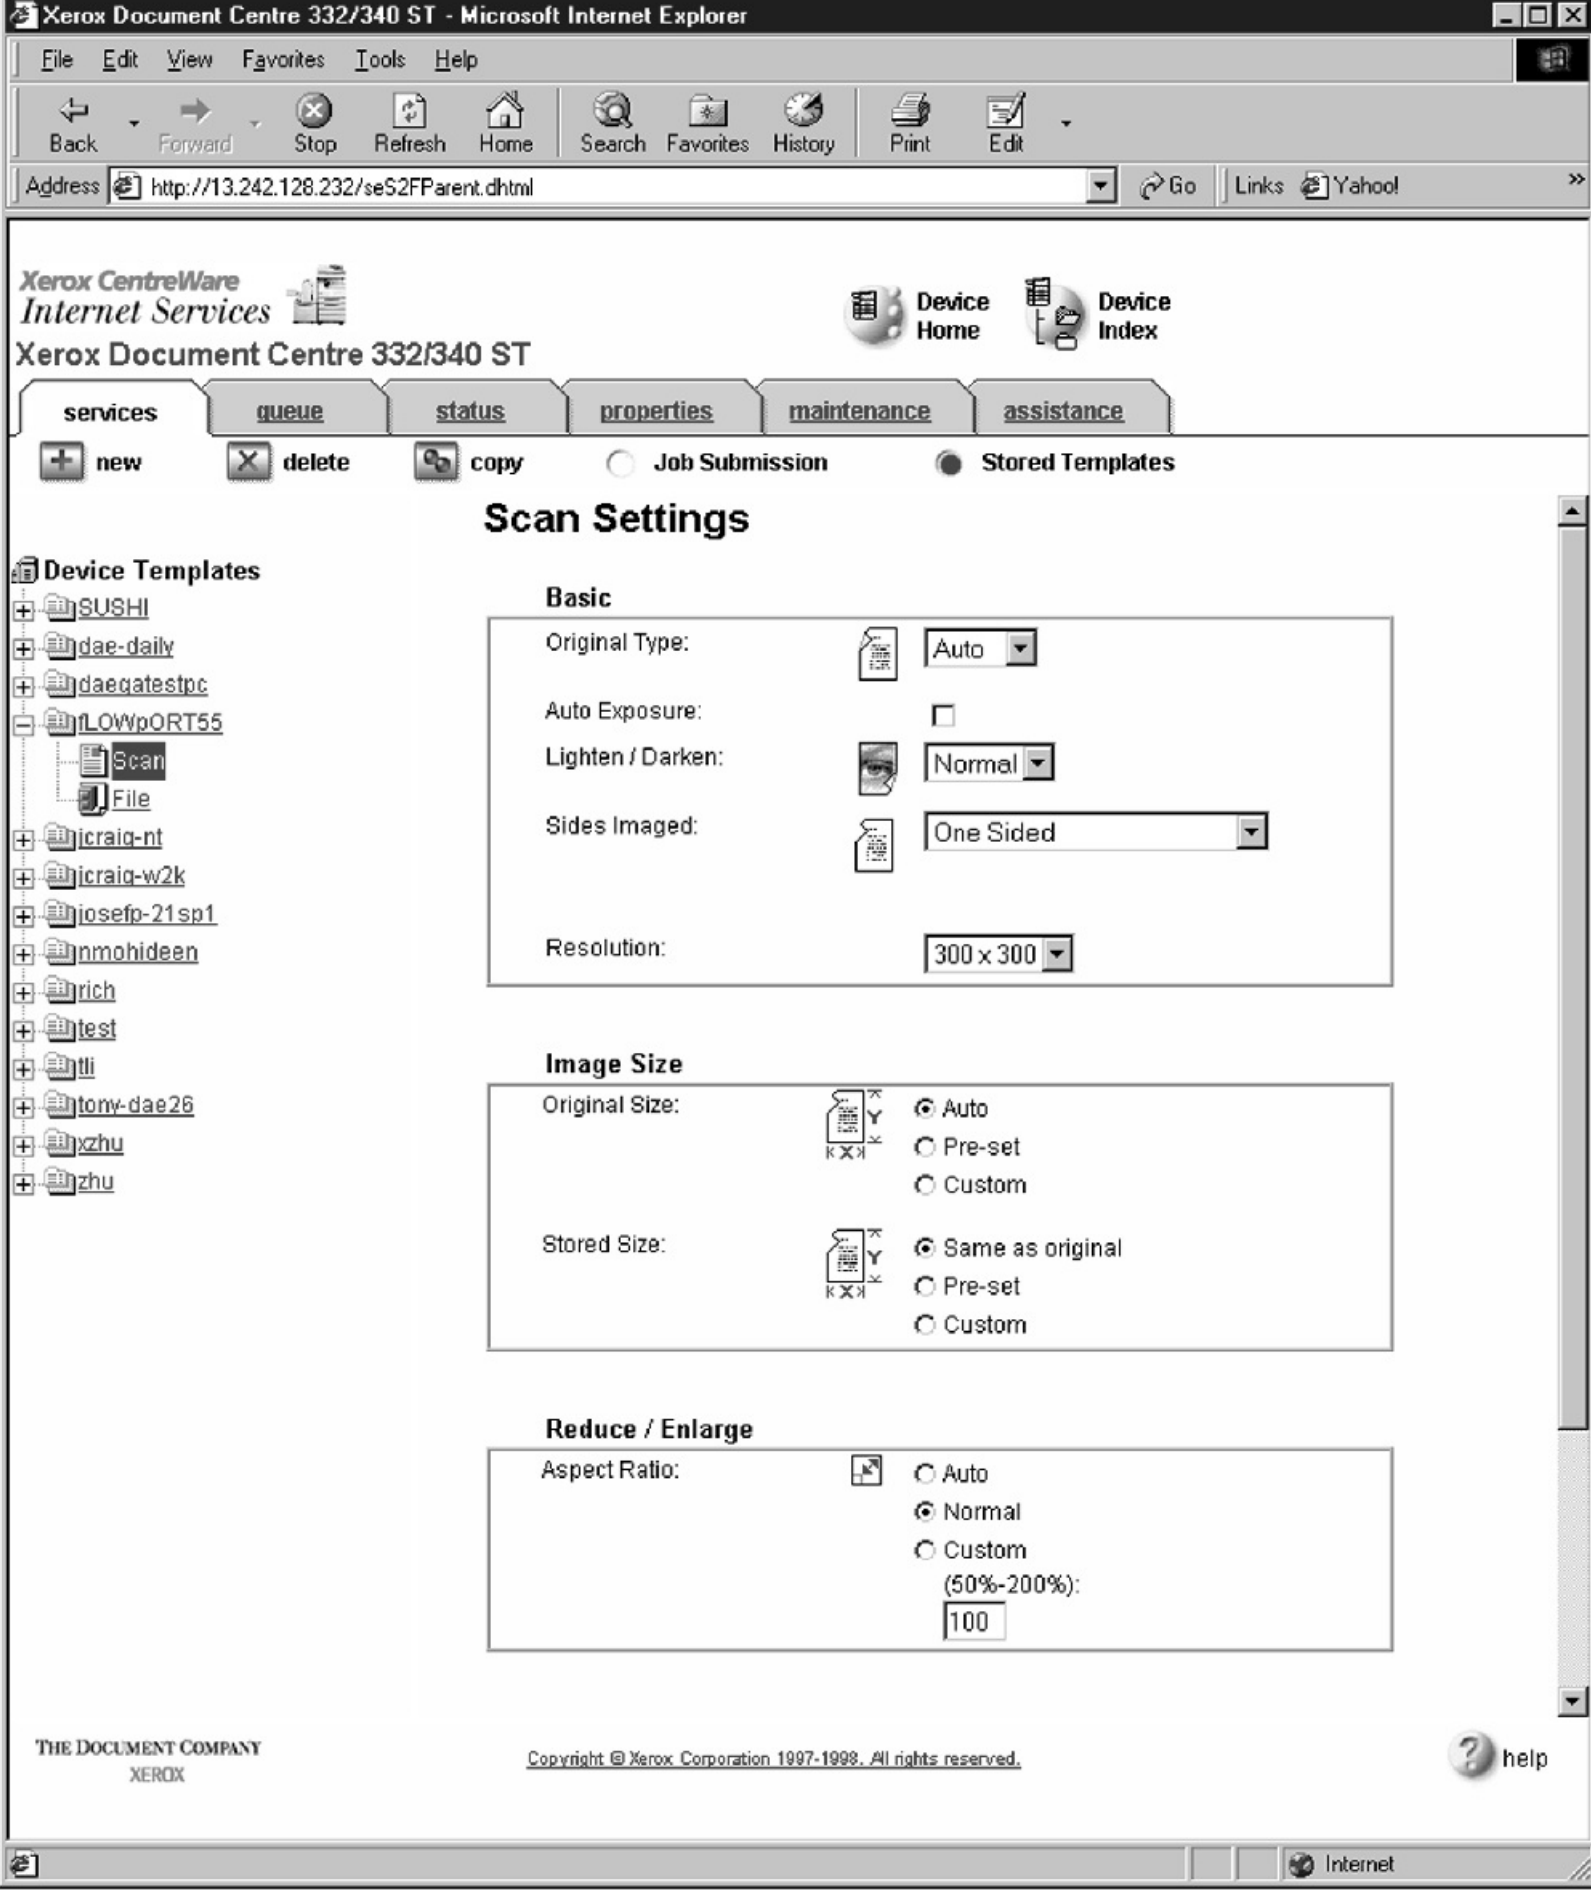 Xerox Document Centre 332/340 ST - Microsoft Internet Explorer
File Edit View Favorites Tools Help
Back Forward Stop Refresh Home Search Favorites History Print Edit
Address http://13.242.128.232/seS2FParent.dhtml Go Links Yahoo! »
Xerox CentreWare
Internet Services
Xerox Document Centre 332/340 ST
Device Home
Device Index
services queue status properties maintenance assistance
new delete copy Job Submission Stored Templates
Device Templates
SUSHI
dae-daily
daeqatestpc
fLOWpORT55
Scan
File
jcraig-nt
jcraig-w2k
josefp-21sp1
nmohideen
rich
test
tli
tony-dae26
xzhu
zhu
Scan Settings
Basic
Original Type: Auto
Auto Exposure:
Lighten / Darken: Normal
Sides Imaged: One Sided
Resolution: 300 x 300
Image Size
Original Size: Auto
Pre-set
Custom
Stored Size: Same as original
Pre-set
Custom
Reduce / Enlarge
Aspect Ratio: Auto
Normal
Custom
(50%-200%):
100
THE DOCUMENT COMPANY
XEROX
Copyright © Xerox Corporation 1997-1998. All rights reserved.
help
Internet